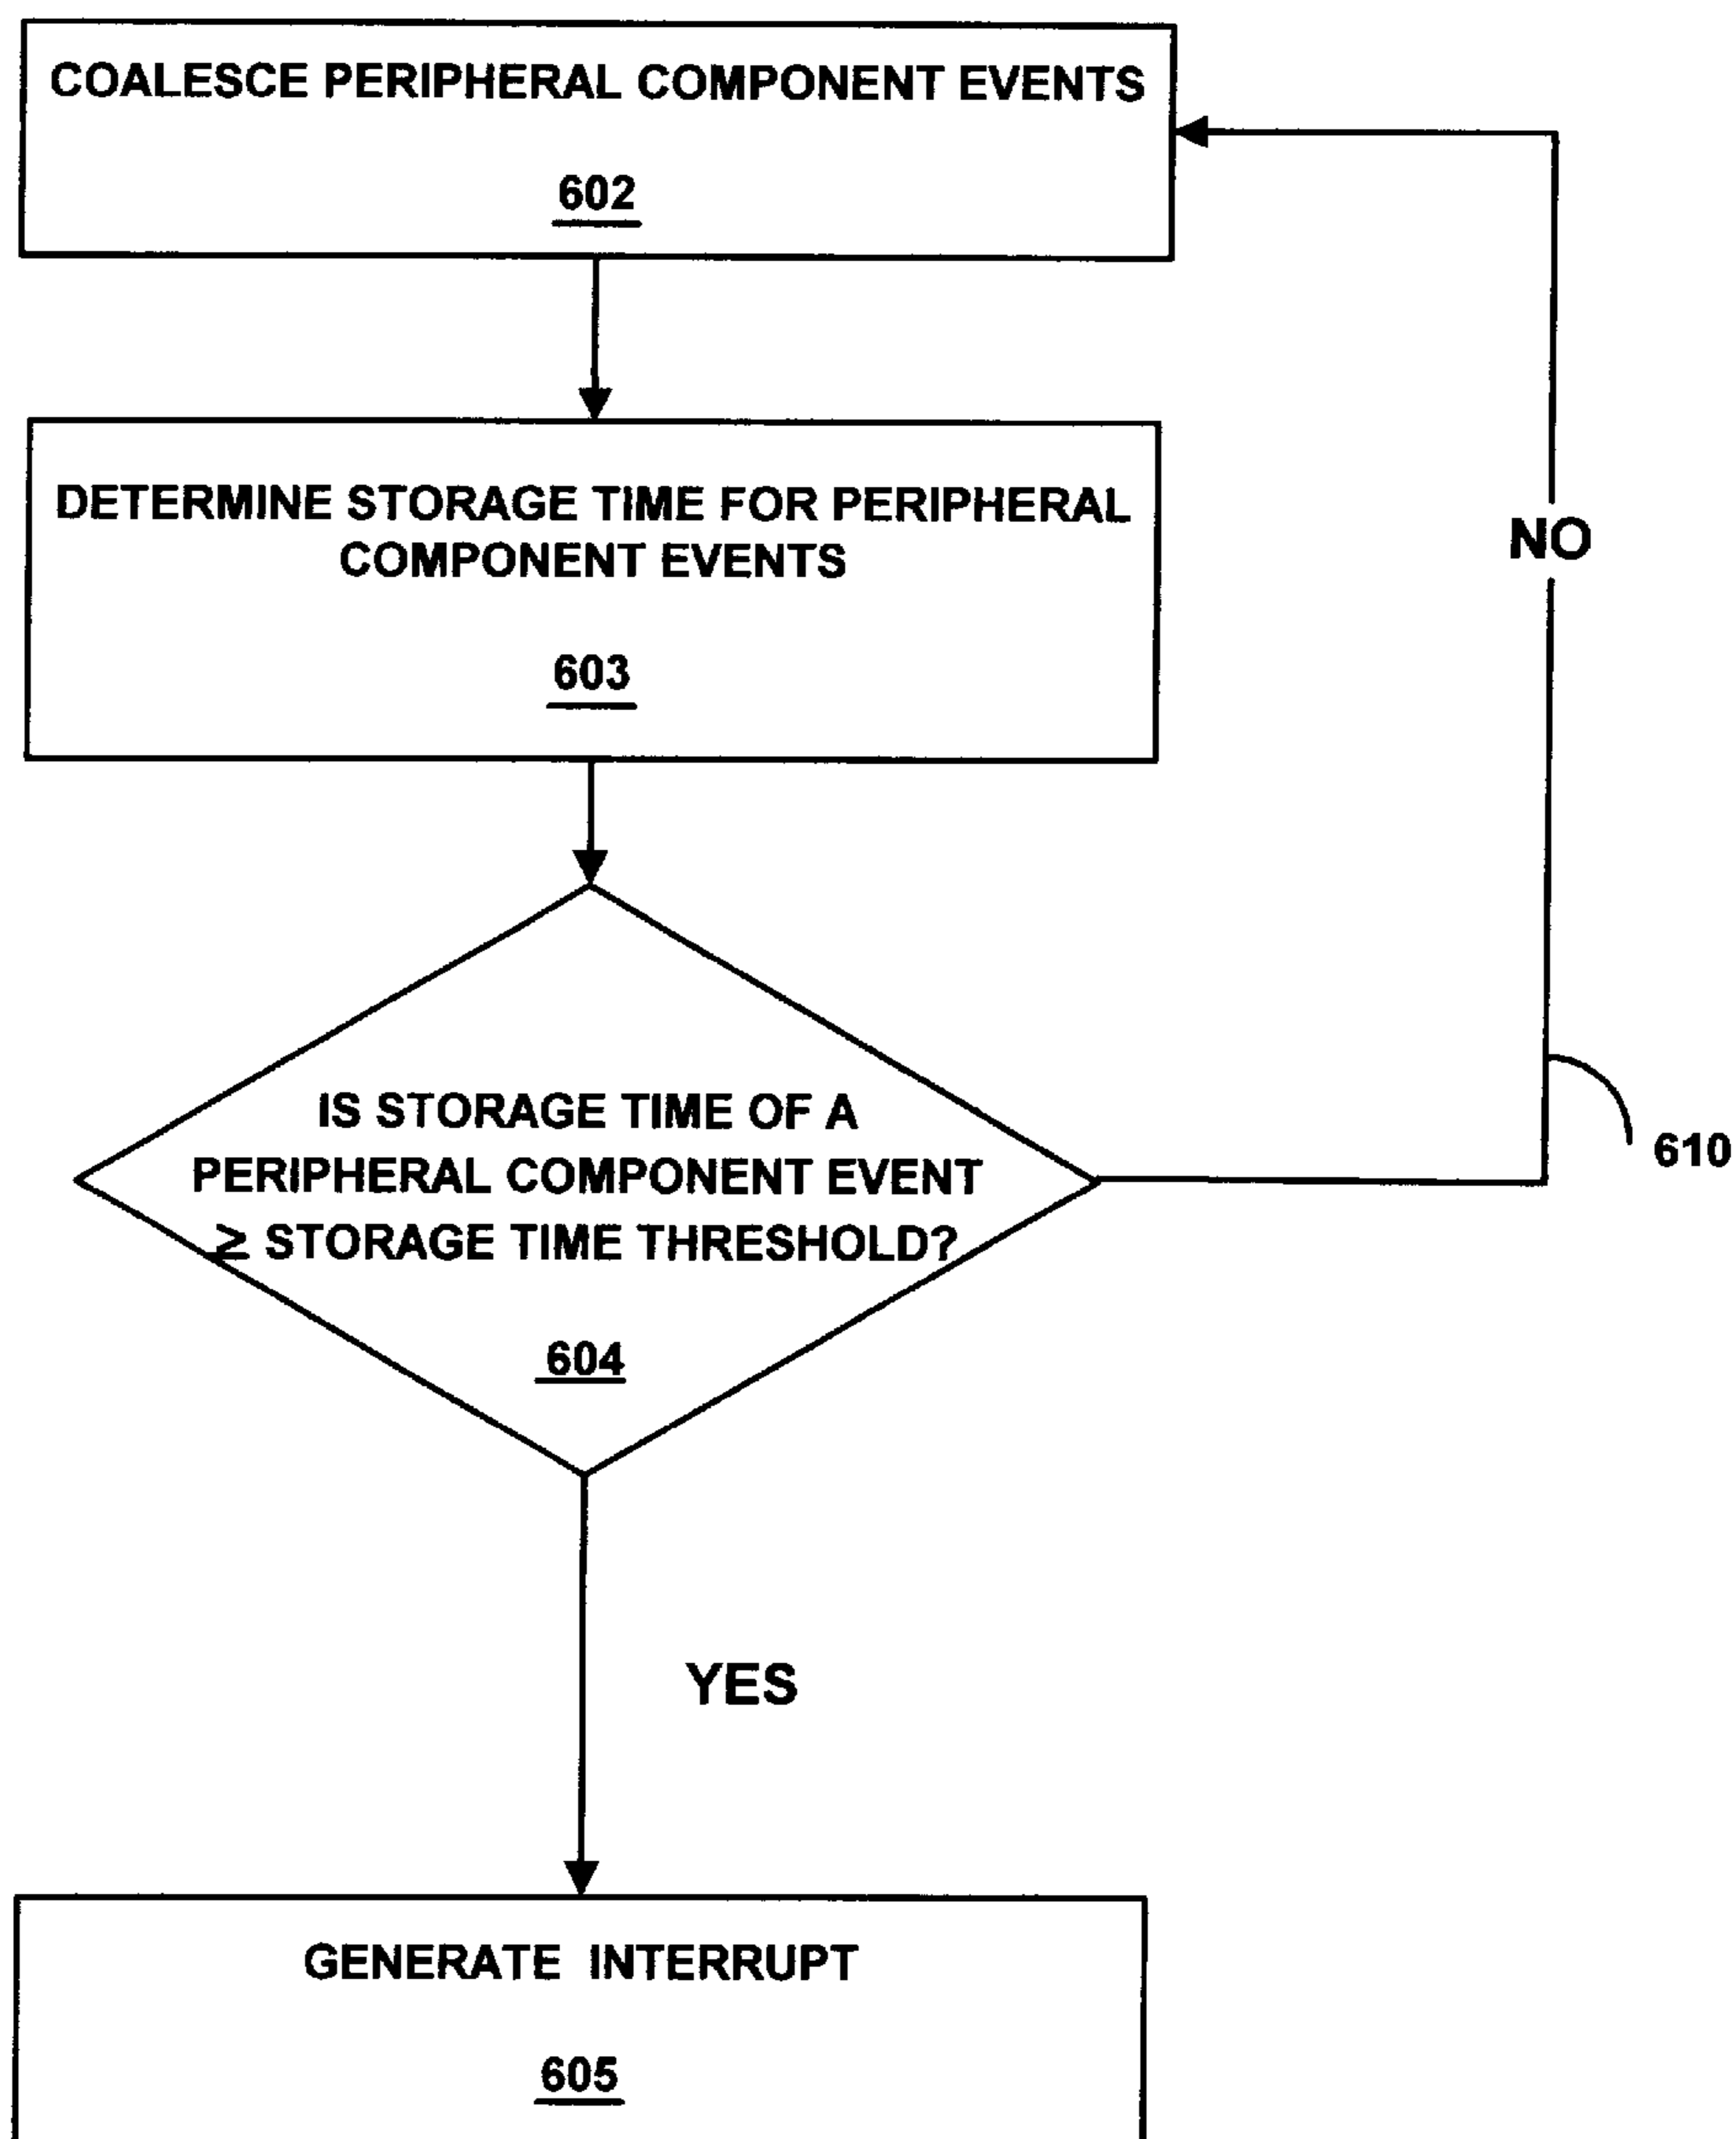 COALESCE PERIPHERAL COMPONENT EVENTS
602
DETERMINE STORAGE TIME FOR PERIPHERAL
COMPONENT EVENTS
603
NO
IS STORAGE TIME OF A
PERIPHERAL COMPONENT EVENT
≥ STORAGE TIME THRESHOLD?
604
610
YES
GENERATE INTERRUPT
605